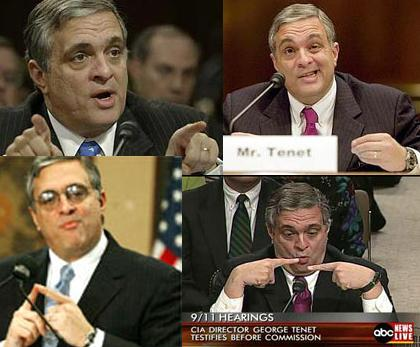 Mr. Tenet
9/11 HEARINGS
CIA DIRECTOR GEORGE TENET
TESTIFIES BEFORE COMMISSION
abc NEWS LIVE